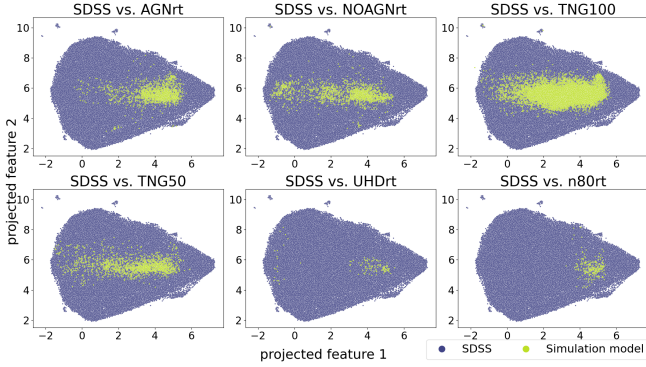 SDSS vs. AGNrt
SDSS vs. NOAGNrt
SDSS vs. TNG100
10
8
6
4
2
−2 0 2 4 6
10
8
6
4
2
−2 0 2 4 6
10
8
6
4
2
−2 0 2 4 6
projected feature 2
SDSS vs. TNG50
SDSS vs. UHDrt
SDSS vs. n80rt
10
8
6
4
2
−2 0 2 4 6
10
8
6
4
2
−2 0 2 4 6
10
8
6
4
2
−2 0 2 4 6
projected feature 1
SDSS
Simulation model